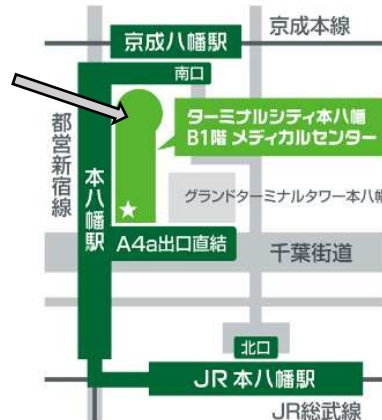 京成八幡駅
京成本線
南口
ターミナルシティ本八幡
B1階 メディカルセンター
都営新宿線
本八幡駅
グランドターミナルタワー本八幡
A4a出口直結
千葉街道
北口
JR 本八幡駅
JR総武線